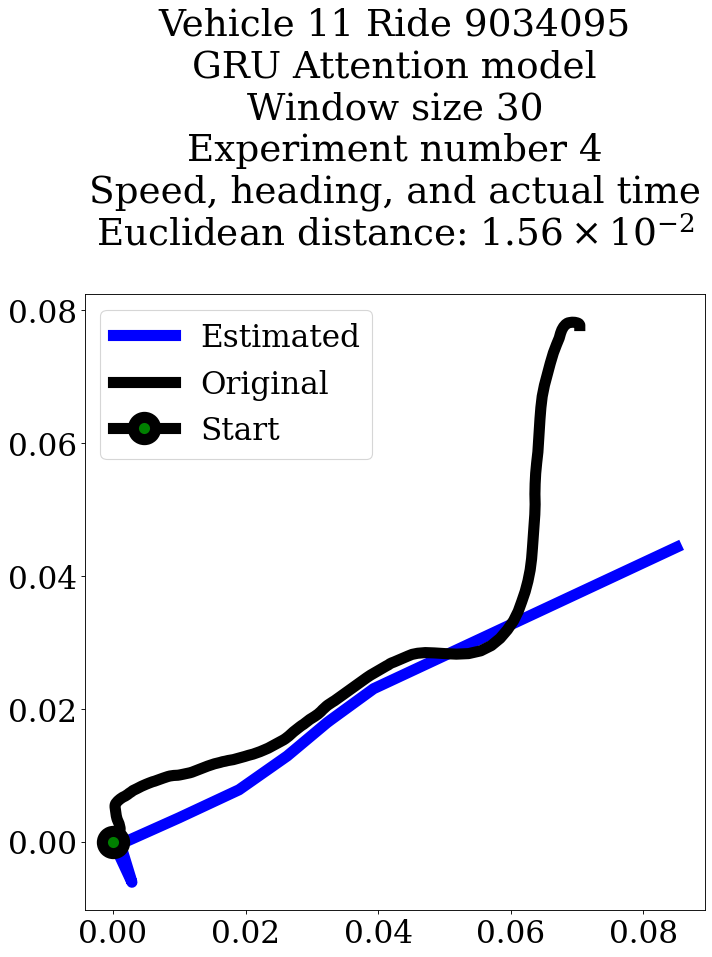 Vehicle 11 Ride 9034095
GRU Attention model
Window size 30
Experiment number 4
Speed, heading, and actual time
Euclidean distance: 1.56 × 10⁻²
Estimated
Original
Start
0.08
0.06
0.04
0.02
0.00
0.00 0.02 0.04 0.06 0.08